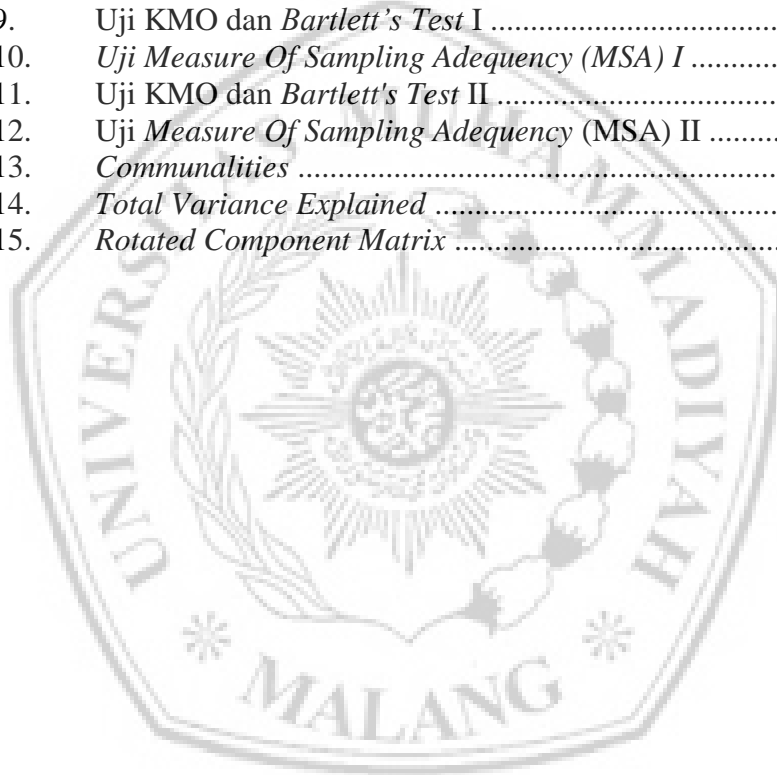 9. Uji KMO dan Bartlett’s Test I ......................................................
10. Uji Measure Of Sampling Adequency (MSA) I ................
11. Uji KMO dan Bartlett's Test II .....................................................
12. Uji Measure Of Sampling Adequency (MSA) II ..............
13. Communalities ...............................................................................
14. Total Variance Explained ..............................................................
15. Rotated Component Matrix ...........................................................
UNIVERSITAS MUHAMMADIYAH
MALANG